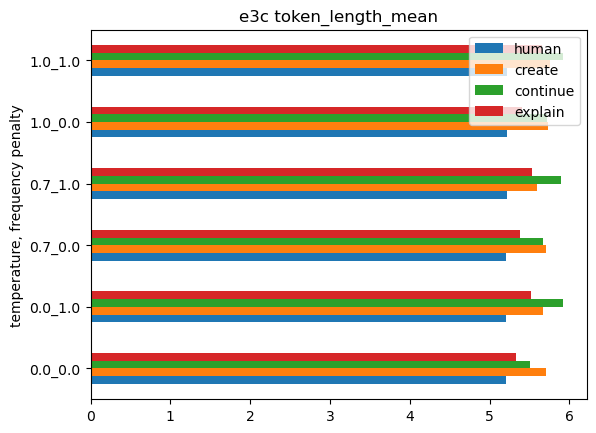 e3c token_length_mean
human
create
continue
explain
temperature, frequency penalty
1.0_1.0
1.0_0.0
0.7_1.0
0.7_0.0
0.0_1.0
0.0_0.0
0 1 2 3 4 5 6